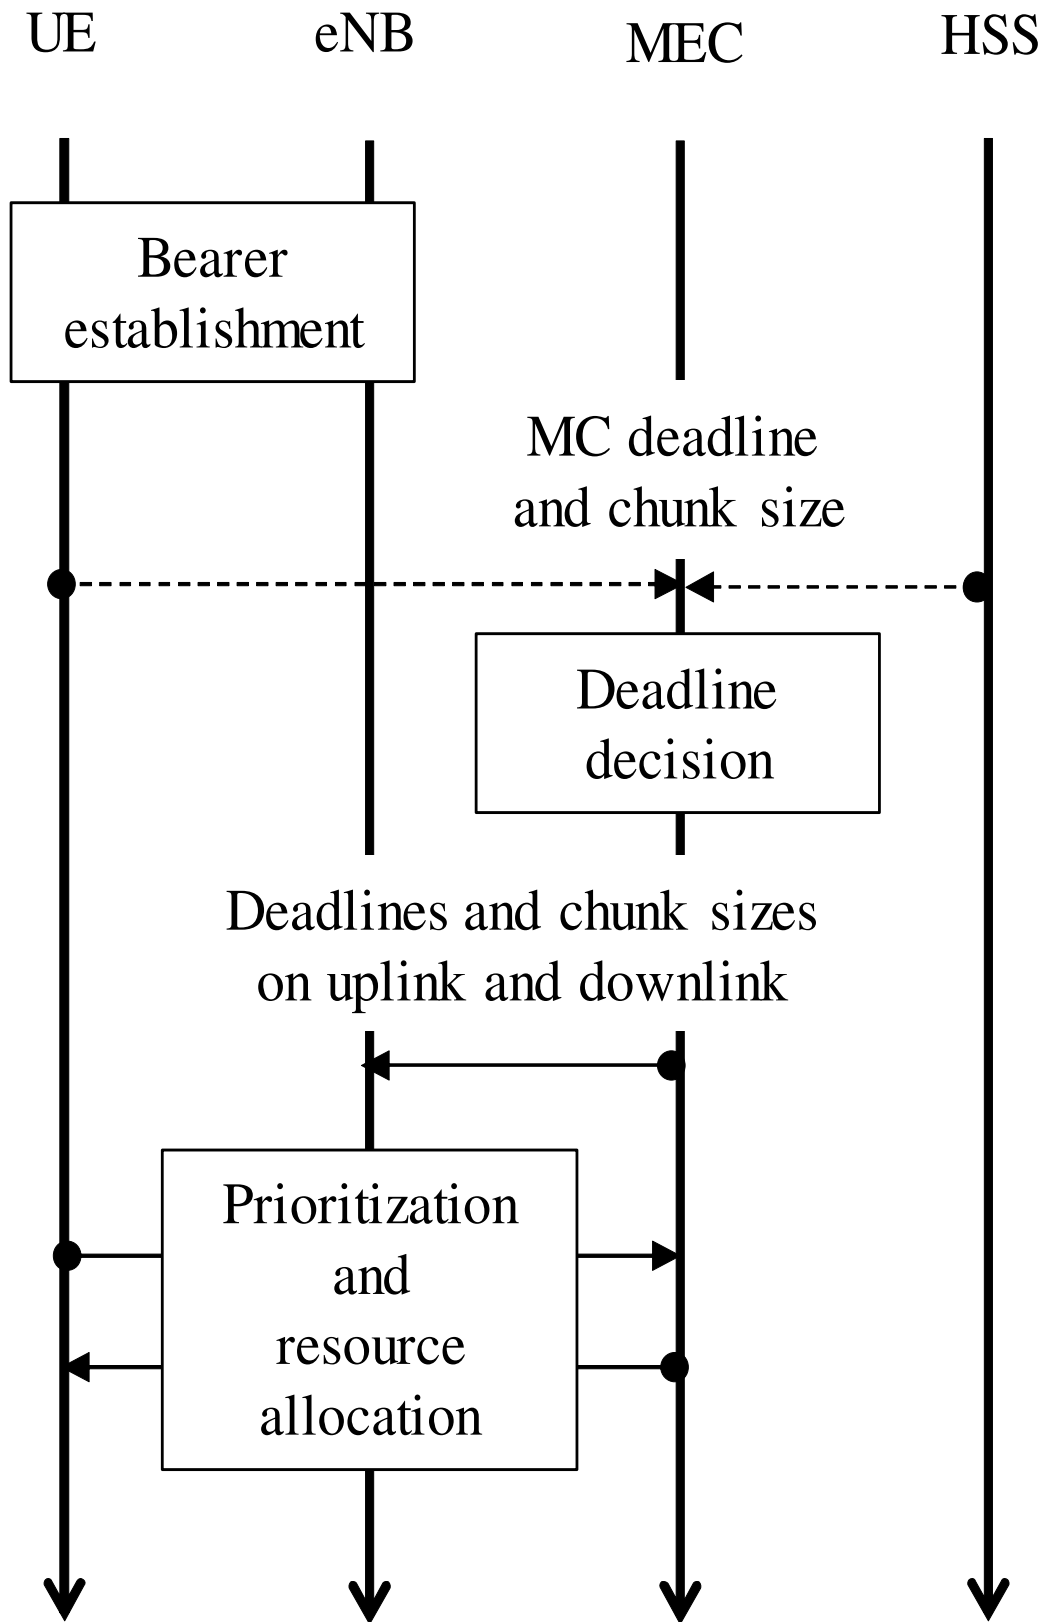 UE eNB MEC HSS
Bearer
establishment
MC deadline
and chunk size
Deadline
decision
Deadlines and chunk sizes
on uplink and downlink
Prioritization
and
resource
allocation